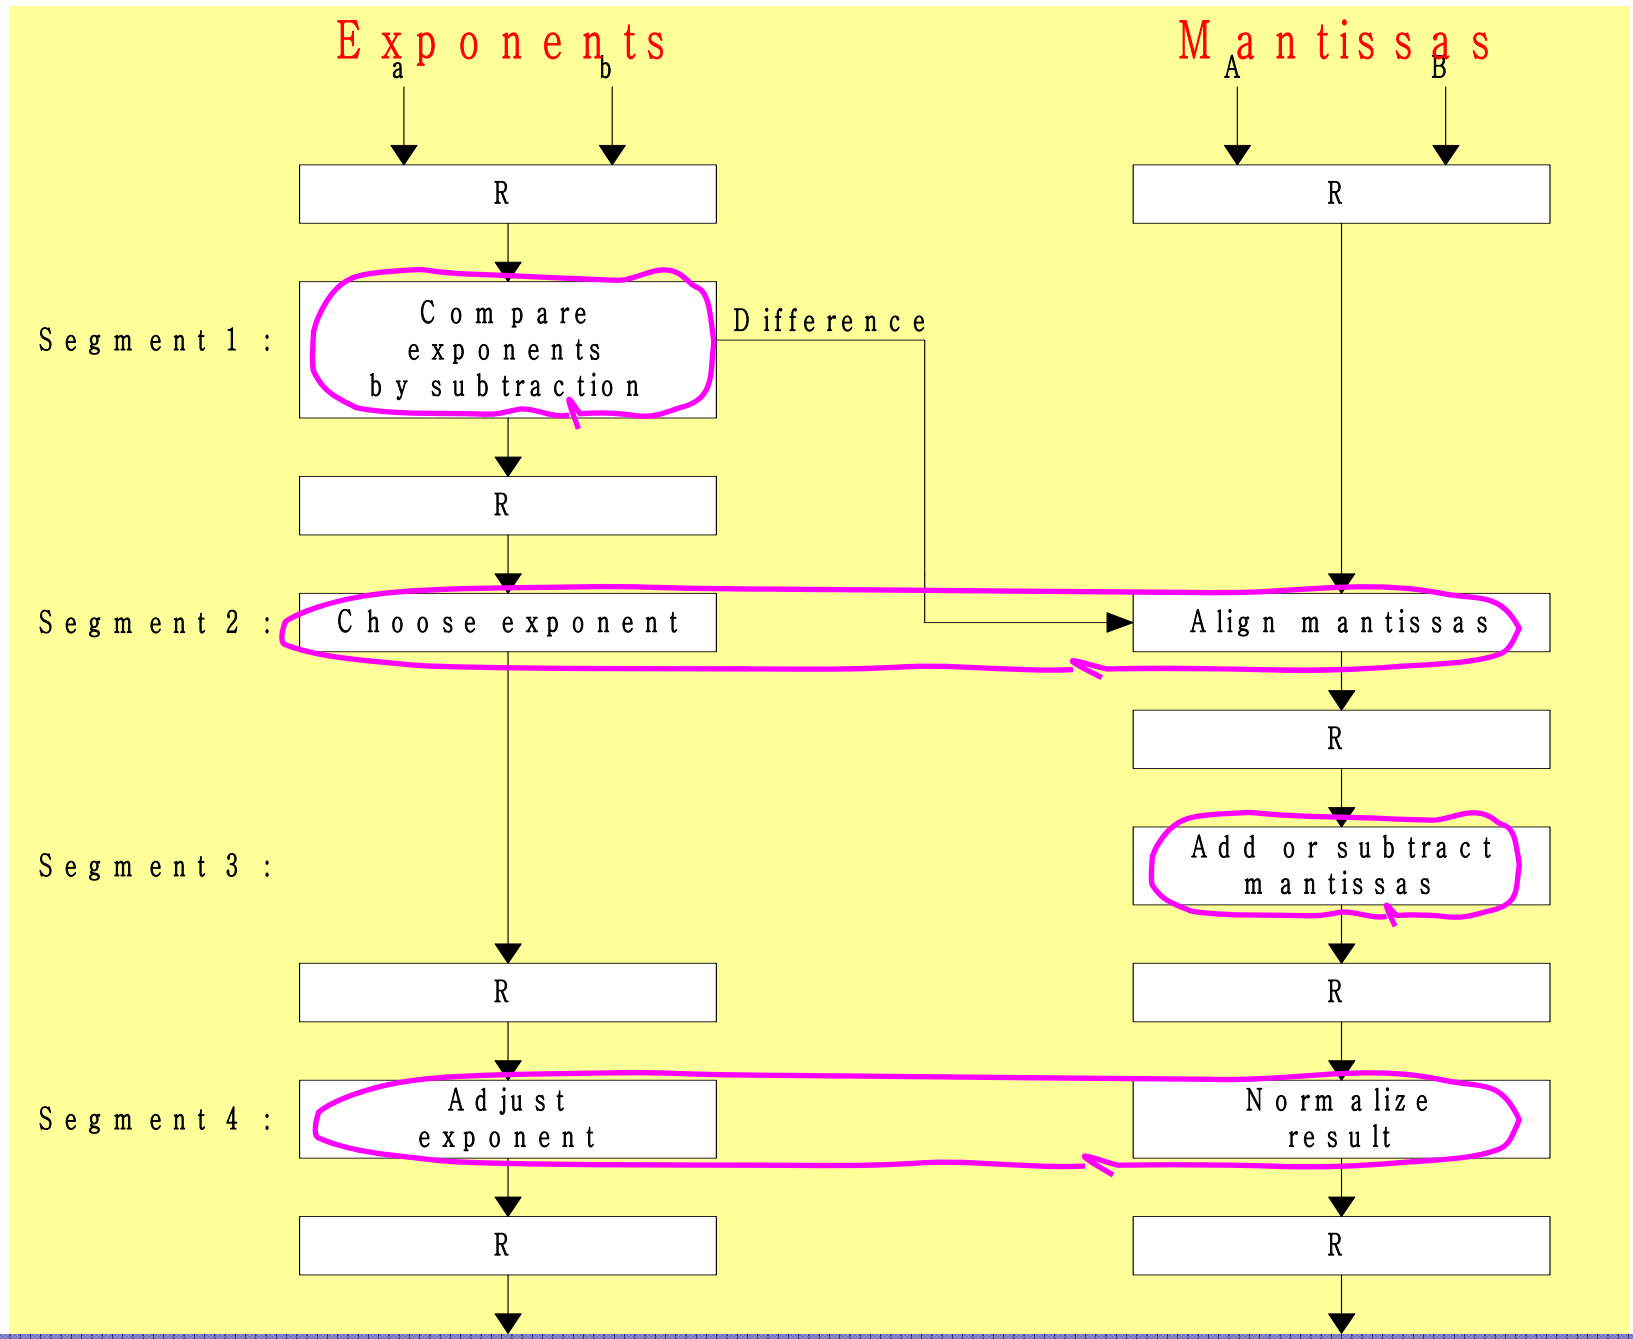 Exponents
Mantissas
a
b
A
B
R
R
Segment 1 :
Compare
exponents
by subtraction
Difference
R
Segment 2 :
Choose exponent
Align mantissas
R
Segment 3 :
Add or subtract
mantissas
R
R
Segment 4 :
Adjust
exponent
Normalize
result
R
R